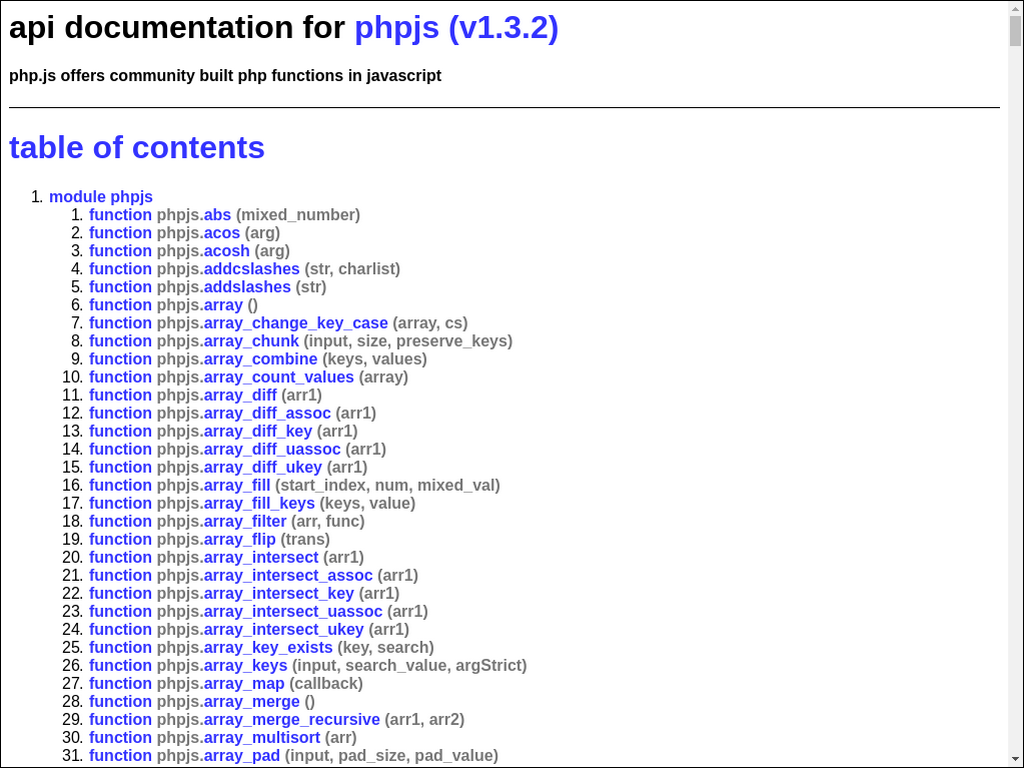 api documentation for phpjs (v1.3.2)
php.js offers community built php functions in javascript
table of contents
1. module phpjs
1. function phpjs.abs (mixed_number)
2. function phpjs.acos (arg)
3. function phpjs.acosh (arg)
4. function phpjs.addcslashes (str, charlist)
5. function phpjs.addslashes (str)
6. function phpjs.array ()
7. function phpjs.array_change_key_case (array, cs)
8. function phpjs.array_chunk (input, size, preserve_keys)
9. function phpjs.array_combine (keys, values)
10. function phpjs.array_count_values (array)
11. function phpjs.array_diff (arr1)
12. function phpjs.array_diff_assoc (arr1)
13. function phpjs.array_diff_key (arr1)
14. function phpjs.array_diff_uassoc (arr1)
15. function phpjs.array_diff_ukey (arr1)
16. function phpjs.array_fill (start_index, num, mixed_val)
17. function phpjs.array_fill_keys (keys, value)
18. function phpjs.array_filter (arr, func)
19. function phpjs.array_flip (trans)
20. function phpjs.array_intersect (arr1)
21. function phpjs.array_intersect_assoc (arr1)
22. function phpjs.array_intersect_key (arr1)
23. function phpjs.array_intersect_uassoc (arr1)
24. function phpjs.array_intersect_ukey (arr1)
25. function phpjs.array_key_exists (key, search)
26. function phpjs.array_keys (input, search_value, argStrict)
27. function phpjs.array_map (callback)
28. function phpjs.array_merge ()
29. function phpjs.array_merge_recursive (arr1, arr2)
30. function phpjs.array_multisort (arr)
31. function phpjs.array_pad (input, pad_size, pad_value)